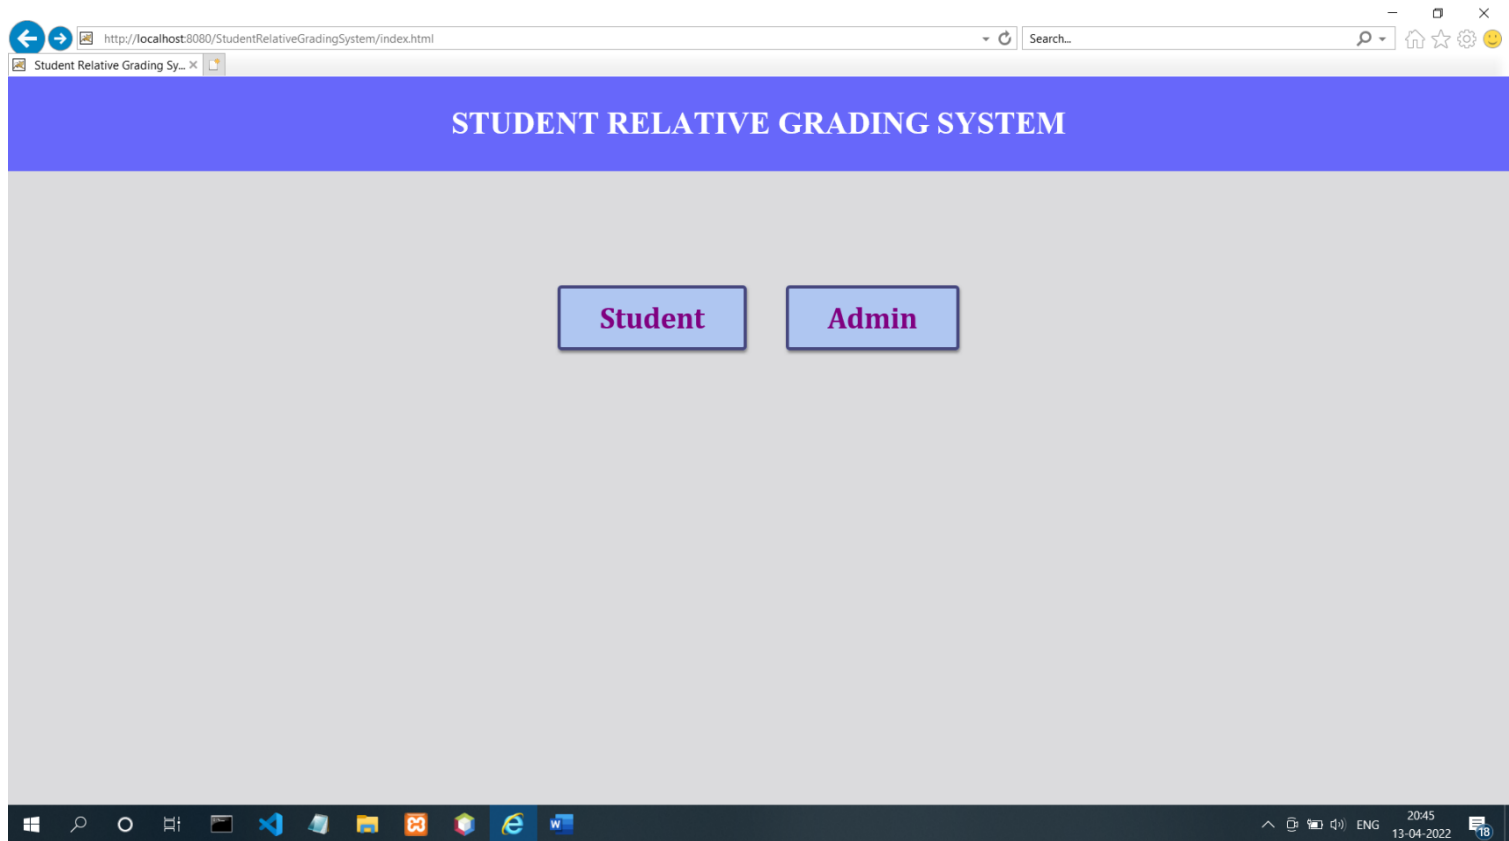 http://localhost:8080/StudentRelativeGradingSystem/index.html
Search...
Student Relative Grading Sy...
STUDENT RELATIVE GRADING SYSTEM
Student
Admin
ENG
20:45
13-04-2022
18